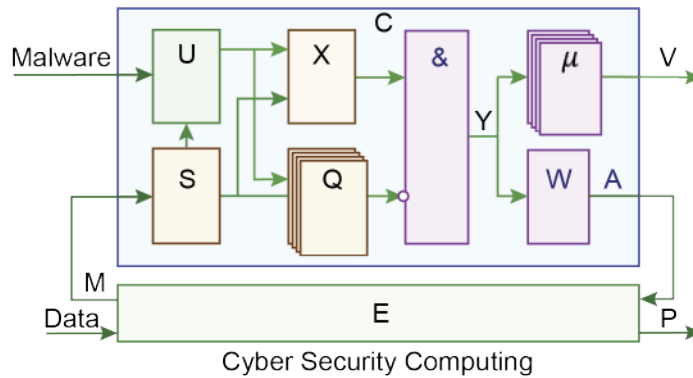 C
Malware
U
X
&
μ
V
Y
S
Q
W
A
M
E
Data
P
Cyber Security Computing